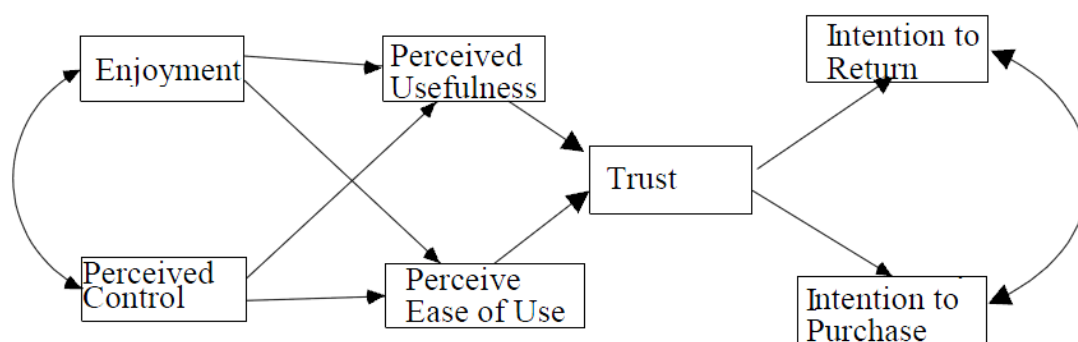 Enjoyment
Perceived
Usefulness
Intention to
Return
Trust
Perceived
Control
Perceive
Ease of Use
Intention to
Purchase